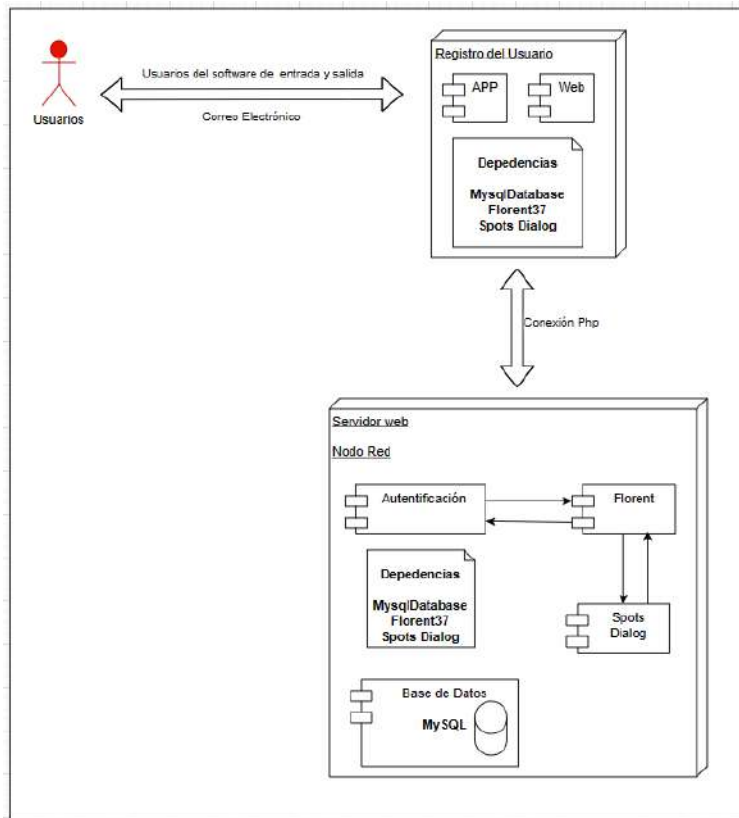 Usuarios
Usuarios del software de entrada y salida
Correo Electrónico
Registro del Usuario
APP
Web
Depedencias
MysqlDatabase
Florent37
Spots Dialog
Conexión Php
Servidor web
Nodo Red
Autentificación
Florent
Depedencias
MysqlDatabase
Florent37
Spots Dialog
Spots
Dialog
Base de Datos
MySQL